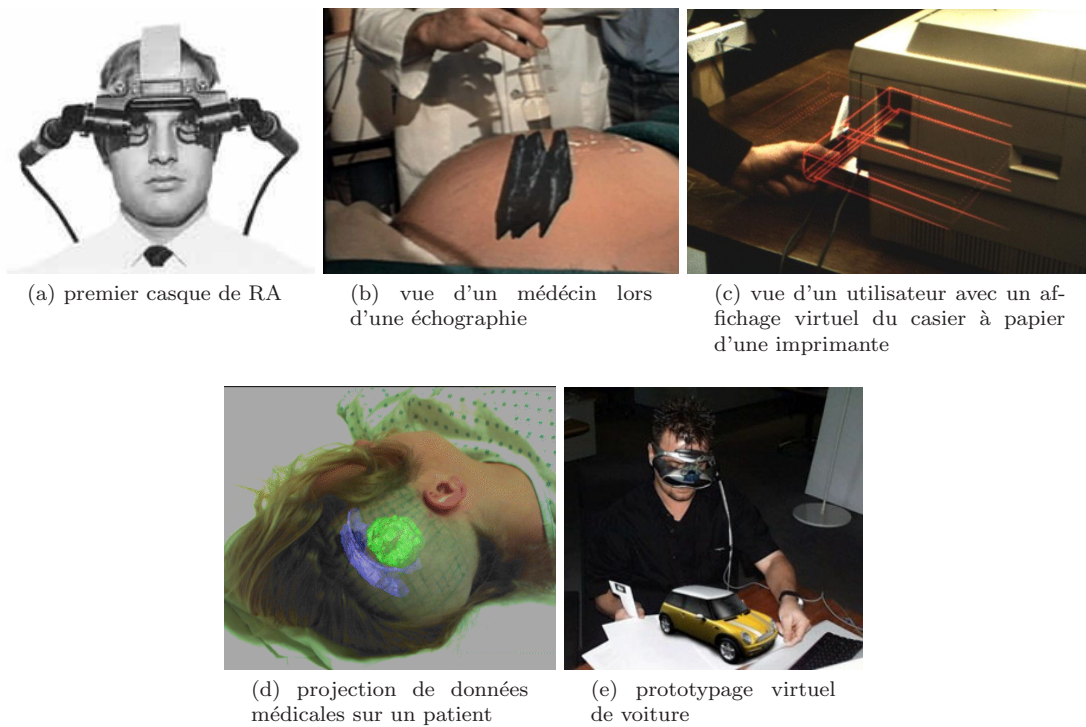 (a) premier casque de RA
(b) vue d'un médécin lors
d'une échographie
(c) vue d'un utilisateur avec un af-
fichage virtuel du casier à papier
d'une imprimante
(d) projection de données
médicales sur un patient
(e) prototypage virtuel
de voiture